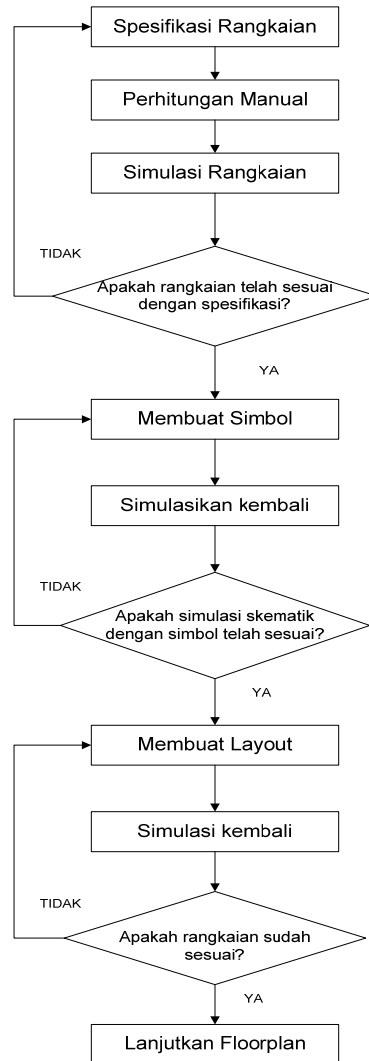 Spesifikasi Rangkaian
Perhitungan Manual
Simulasi Rangkaian
TIDAK
Apakah rangkaian telah sesuai
dengan spesifikasi?
YA
Membuat Simbol
Simulasikan kembali
TIDAK
Apakah simulasi skematik
dengan simbol telah sesuai?
YA
Membuat Layout
Simulasi kembali
TIDAK
Apakah rangkaian sudah
sesuai?
YA
Lanjutkan Floorplan